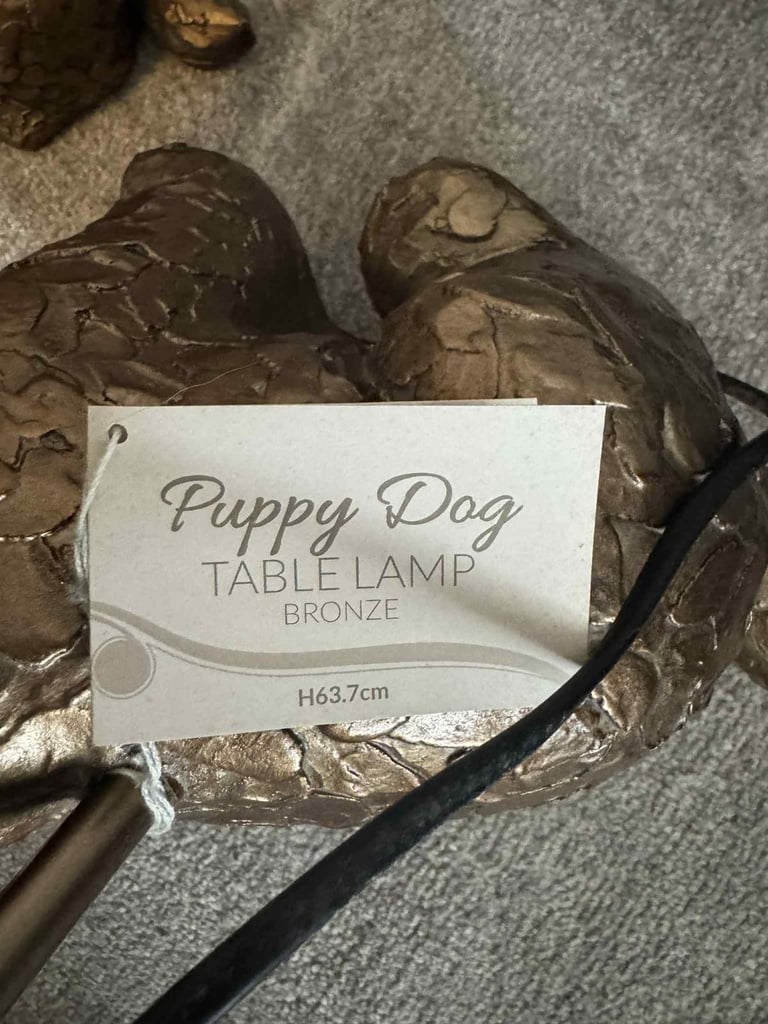 Puppy Dog
TABLE LAMP
BRONZE
H63.7cm